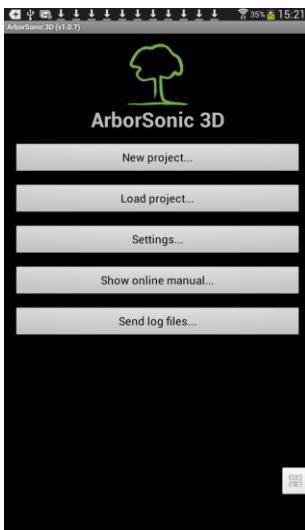 35% 15:21
ArborSonic 3D (v1.0.7)
ArborSonic 3D
New project...
Load project...
Settings...
Show online manual...
Send log files...